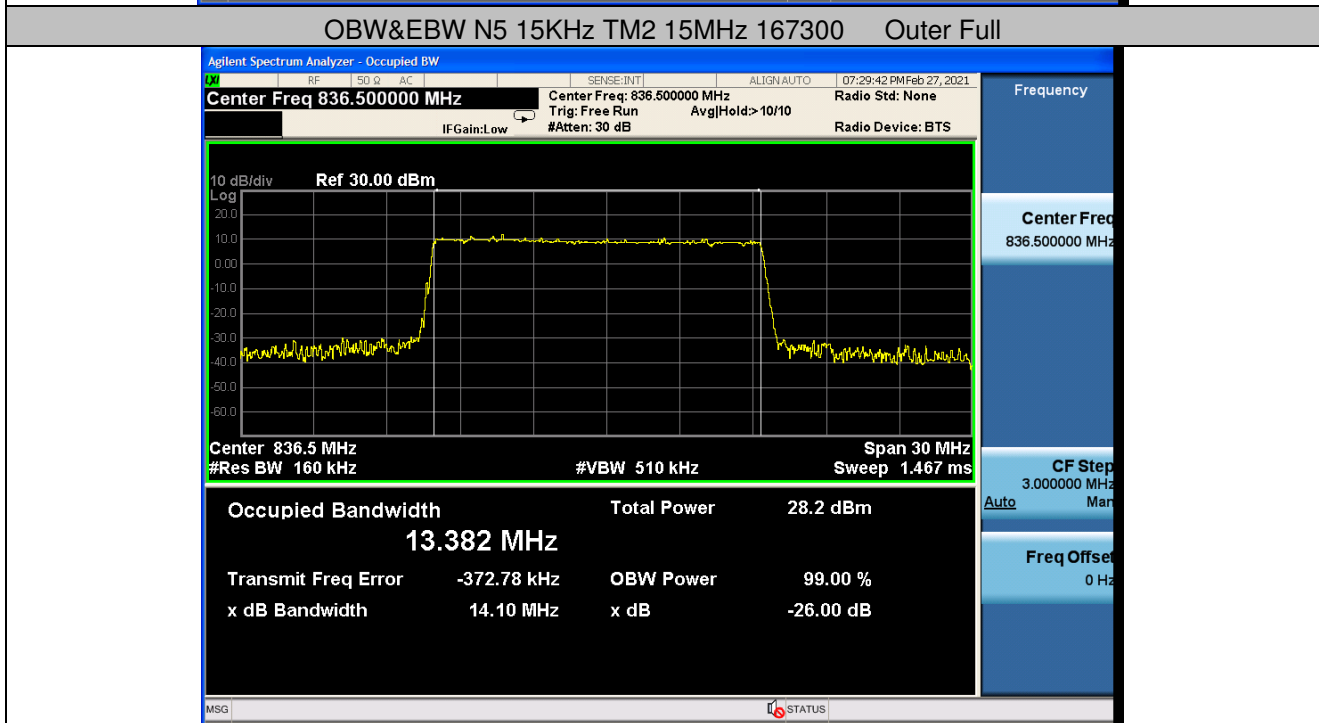 OBW&EBW N5 15KHz TM2 15MHz 167300 Outer Full
Agilent Spectrum Analyzer - Occupied BW
LXI RF 50 Ω AC SENSE:INT ALIGN AUTO 07:29:42 PM Feb 27, 2021
Center Freq 836.500000 MHz
Center Freq: 836.500000 MHz Radio Std: None
Trig: Free Run Avg|Hold:> 10/10
IFGain:Low #Atten: 30 dB Radio Device: BTS
10 dB/div Ref 30.00 dBm
Log
20.0
10.0
0.00
-10.0
-20.0
-30.0
-40.0
-50.0
-60.0
Center 836.5 MHz Span 30 MHz
#Res BW 160 kHz #VBW 510 kHz Sweep 1.467 ms
Occupied Bandwidth Total Power 28.2 dBm
13.382 MHz
Transmit Freq Error -372.78 kHz OBW Power 99.00 %
x dB Bandwidth 14.10 MHz x dB -26.00 dB
MSG STATUS
Frequency
Center Freq
836.500000 MHz
CF Step
3.000000 MHz
Auto Man
Freq Offset
0 Hz